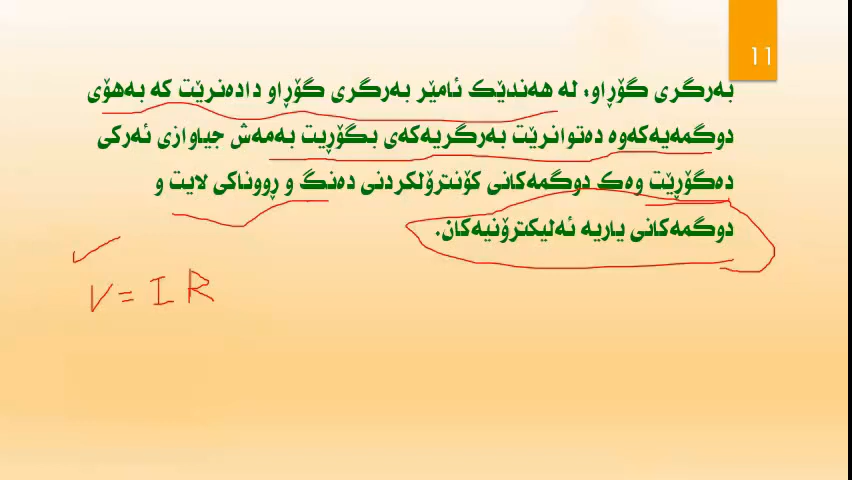 11
بەرگری گۆڕاو، لە هەندێک ئامێر بەرگری گۆڕاو دادەنرێت کە بەهۆی
دوگمەیەکەوە دەتوانرێت بەرگریەکەی بگۆڕیت بەمەش جیاوازی ئەرکی
دەگۆڕێت وەک دوگمەکانی کۆنترۆلکردنی دەنگ و ڕووناکی لایت و
دوگمەکانی یاریە ئەلیکترۆنیەکان.
V = I R